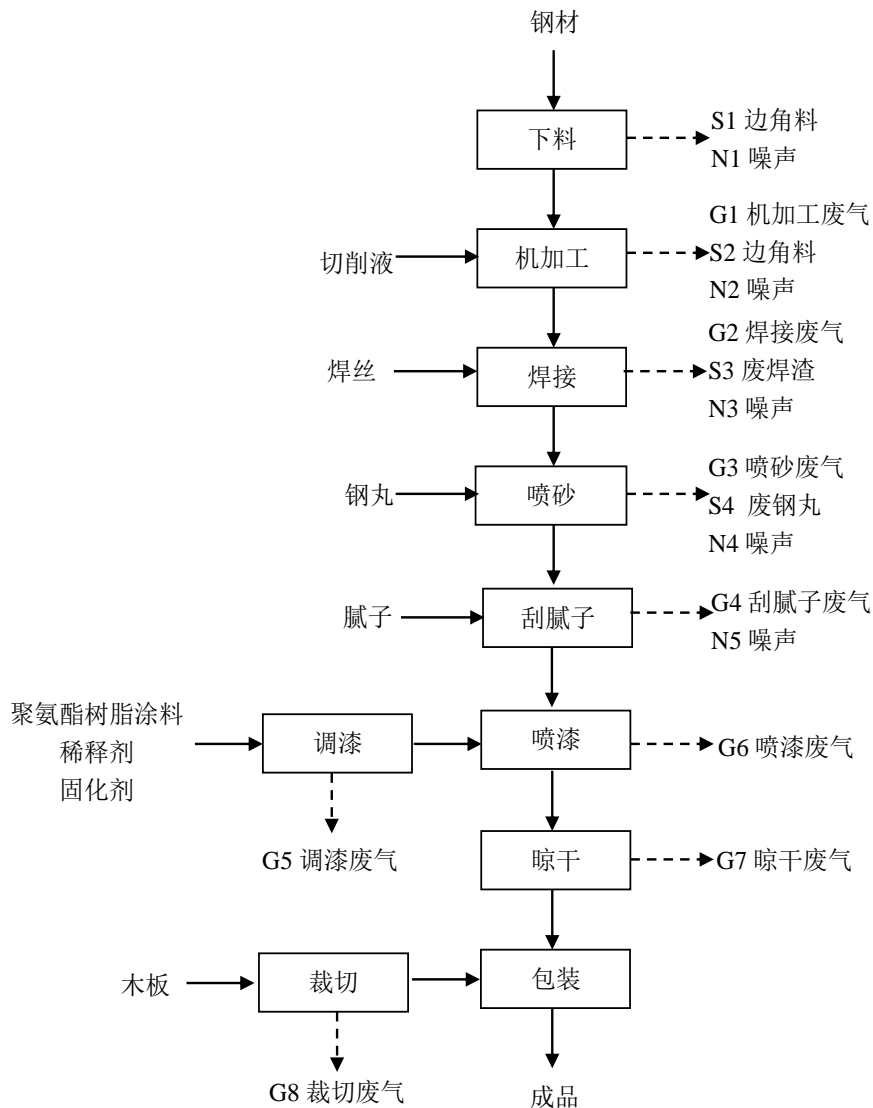 钢材
下料
S1 边角料
N1 噪声
切削液
机加工
G1 机加工废气
S2 边角料
N2 噪声
焊丝
焊接
G2 焊接废气
S3 废焊渣
N3 噪声
钢丸
喷砂
G3 喷砂废气
S4 废钢丸
N4 噪声
腻子
刮腻子
G4 刮腻子废气
N5 噪声
聚氨酯树脂涂料
稀释剂
固化剂
调漆
喷漆
G6 喷漆废气
G5 调漆废气
晾干
G7 晾干废气
木板
裁切
包装
G8 裁切废气
成品